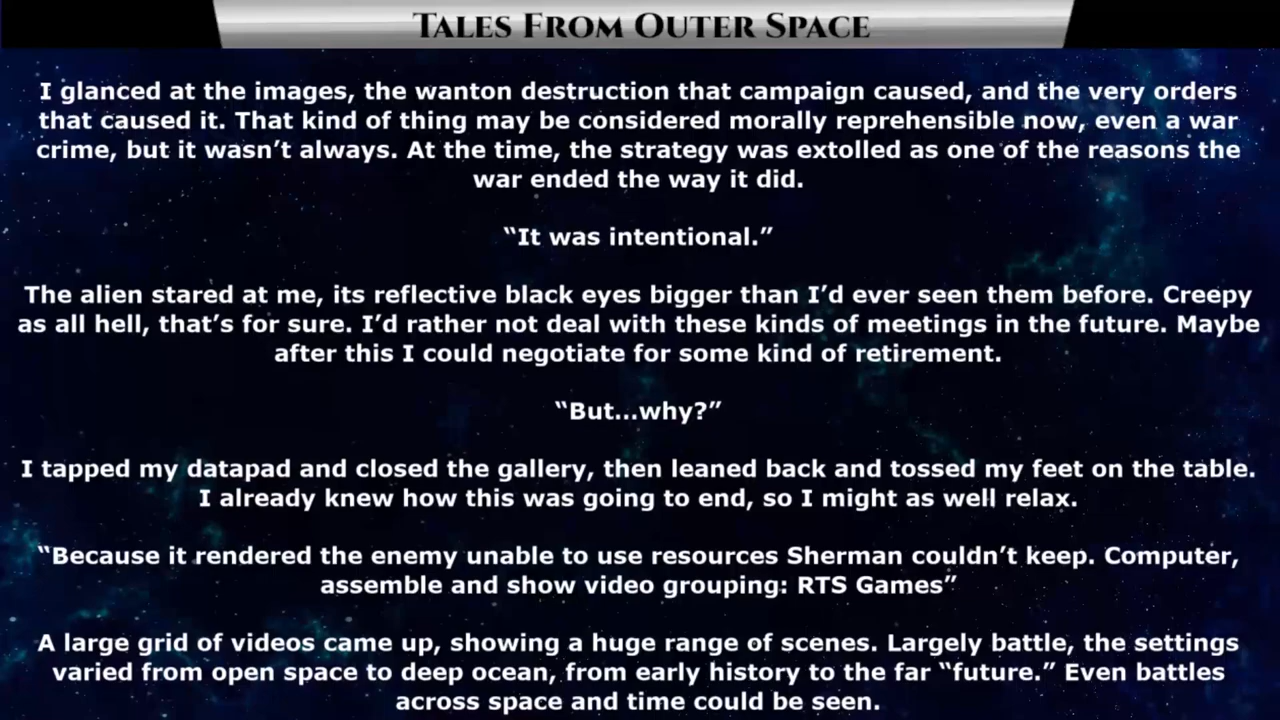 Tales From Outer Space
I glanced at the images, the wanton destruction that campaign caused, and the very orders
that caused it. That kind of thing may be considered morally reprehensible now, even a war
crime, but it wasn’t always. At the time, the strategy was extolled as one of the reasons the
war ended the way it did.
“It was intentional.”
The alien stared at me, its reflective black eyes bigger than I’d ever seen them before. Creepy
as all hell, that’s for sure. I’d rather not deal with these kinds of meetings in the future. Maybe
after this I could negotiate for some kind of retirement.
“But...why?”
I tapped my datapad and closed the gallery, then leaned back and tossed my feet on the table.
I already knew how this was going to end, so I might as well relax.
“Because it rendered the enemy unable to use resources Sherman couldn’t keep. Computer,
assemble and show video grouping: RTS Games”
A large grid of videos came up, showing a huge range of scenes. Largely battle, the settings
varied from open space to deep ocean, from early history to the far “future.” Even battles
across space and time could be seen.